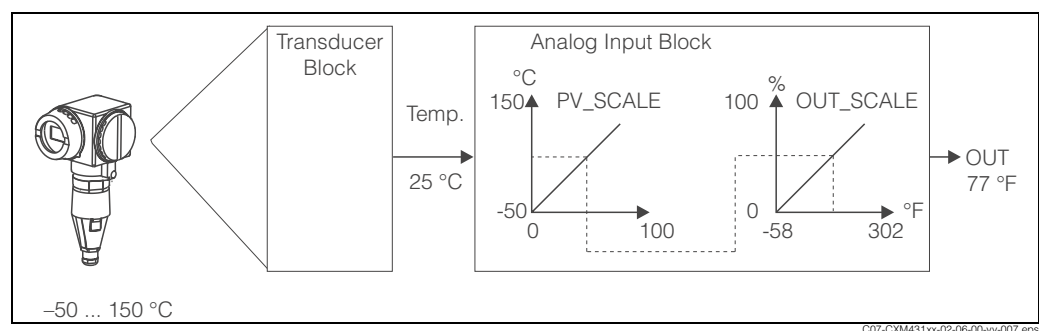 Transducer
Block
Analog Input Block
°C
150
PV_SCALE
-50
0
100
%
100
OUT_SCALE
0
-58
302
°F
Temp.
25 °C
OUT
77 °F
–50 ... 150 °C
C07-CXM431xx-02-06-00-yy-007.eps